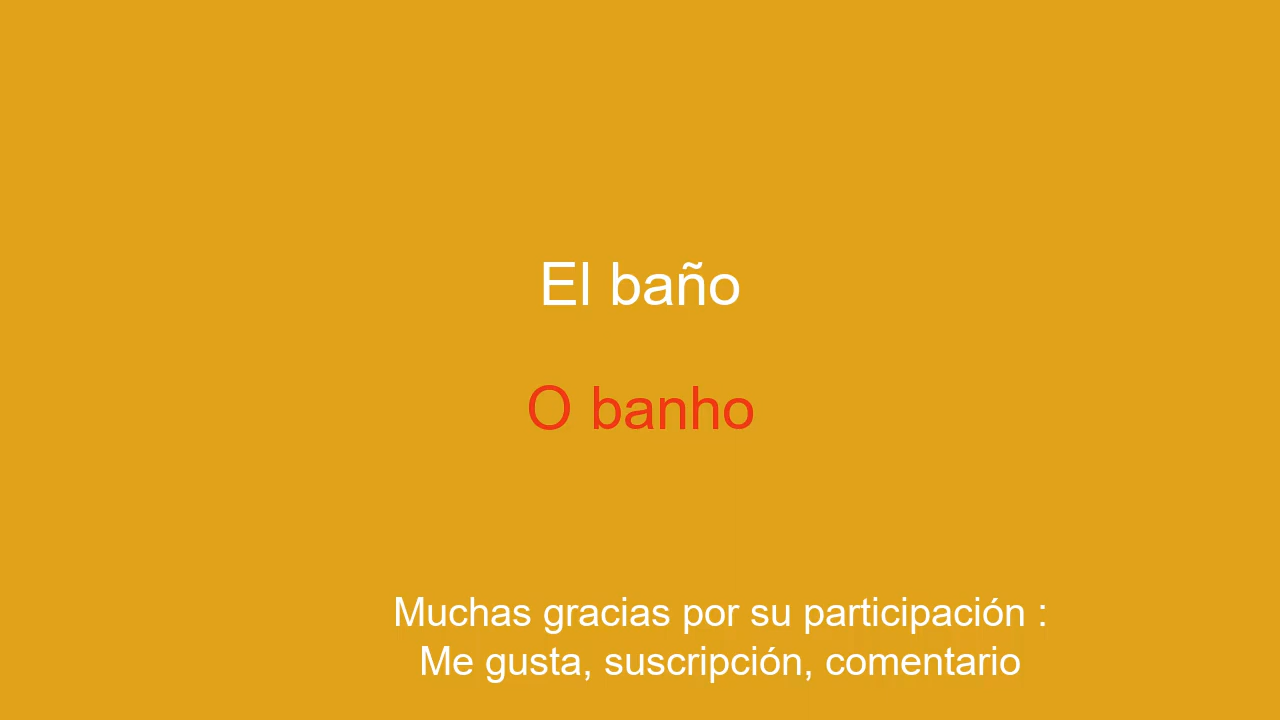 El baño
O banho
Muchas gracias por su participación :
Me gusta, suscripción, comentario